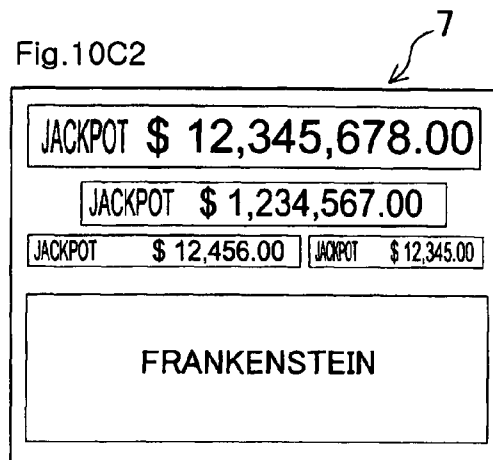 Fig.10C2
7
JACKPOT $ 12,345,678.00
JACKPOT $ 1,234,567.00
JACKPOT $ 12,456.00 JACKPOT $ 12,345.00
FRANKENSTEIN